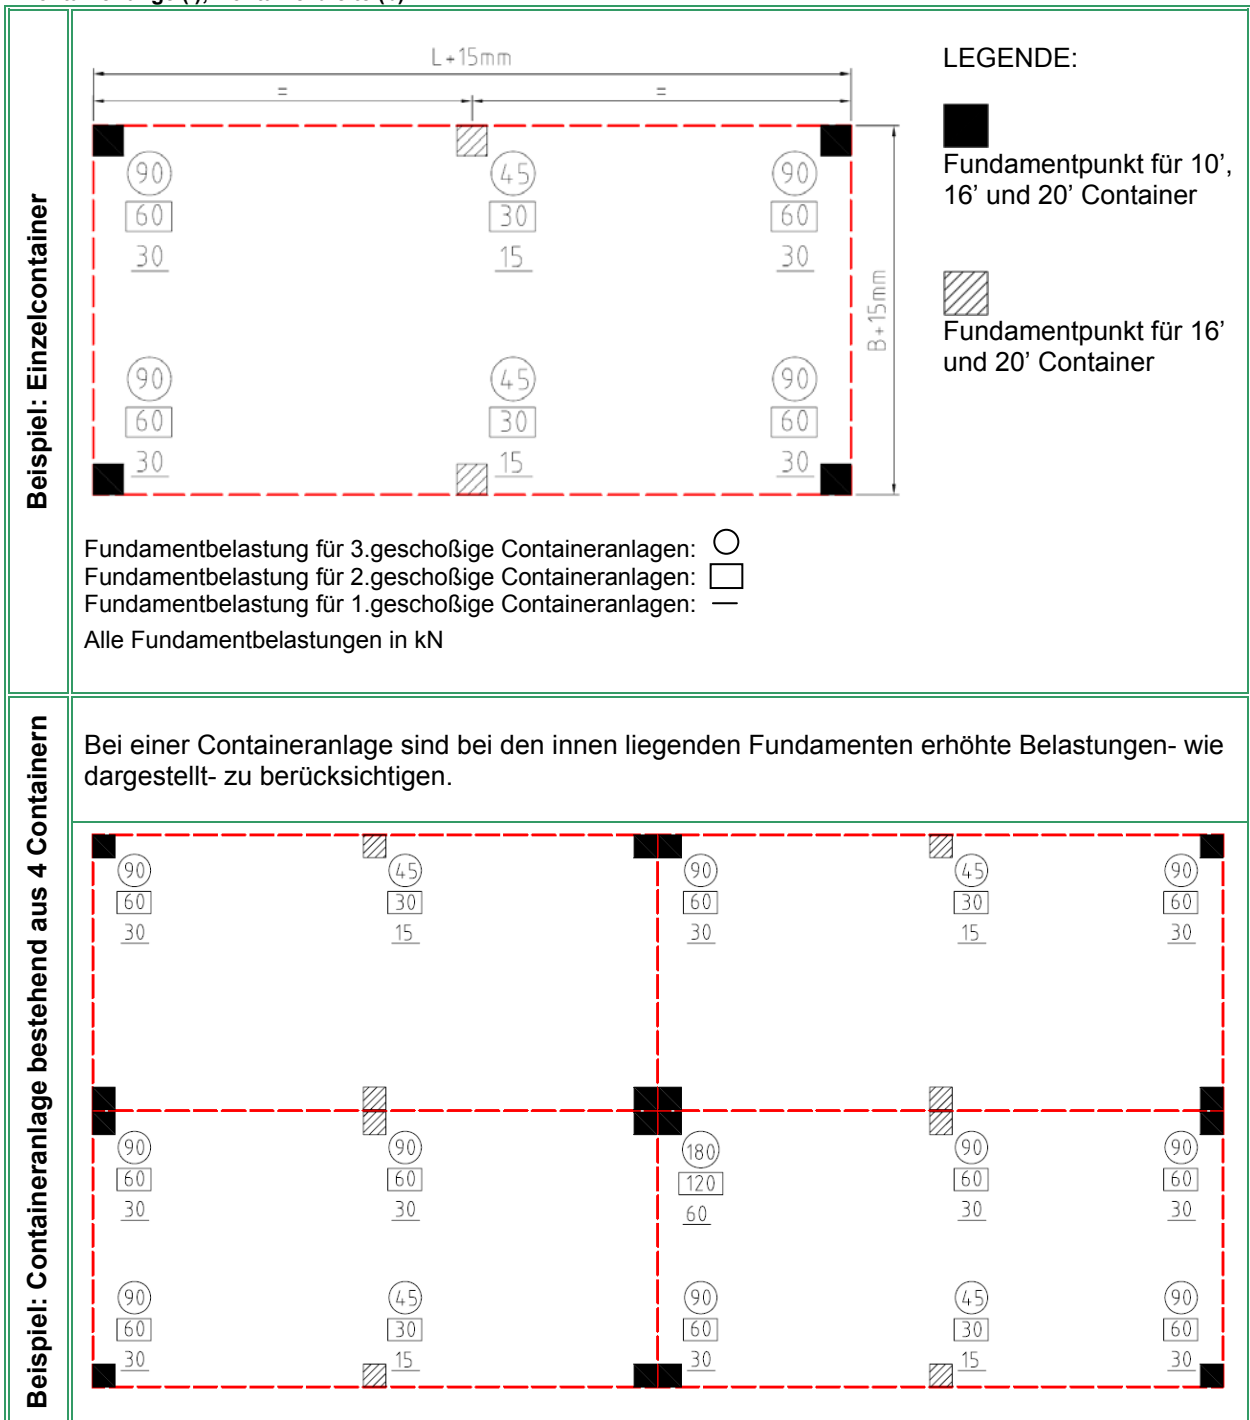 Beispiel: Einzelcontainer
L+15mm
= =
90 45 90
60 30 60
30 15 30
B+15mm
90 45 90
60 30 60
30 15 30
LEGENDE:
Fundamentpunkt für 10’,
16’ und 20’ Container
Fundamentpunkt für 16’
und 20’ Container
Fundamentbelastung für 3.geschoßige Containeranlagen:
Fundamentbelastung für 2.geschoßige Containeranlagen:
Fundamentbelastung für 1.geschoßige Containeranlagen:
Alle Fundamentbelastungen in kN
Beispiel: Containeranlage bestehend aus 4 Containern
Bei einer Containeranlage sind bei den innen liegenden Fundamenten erhöhte Belastungen- wie
dargestellt- zu berücksichtigen.
90 45 90 45 90
60 30 60 30 60
30 15 30 15 30
90 90 180 90 90
60 60 120 60 60
30 30 60 30 30
90 45 90 45 90
60 30 60 30 60
30 15 30 15 30